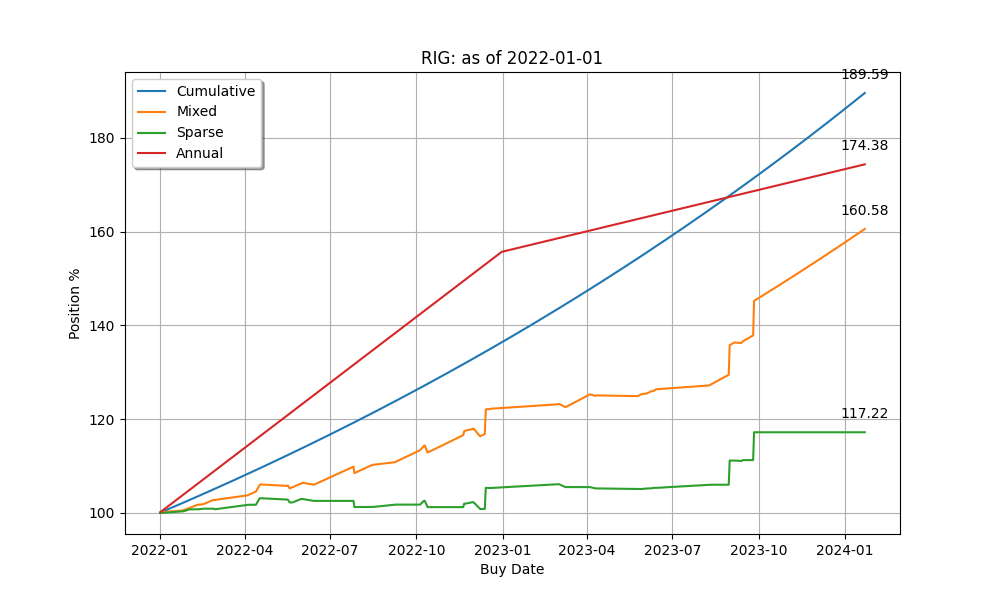 RIG: as of 2022-01-01
189.59
Cumulative
Mixed
Sparse
Annual
174.38
160.58
117.22
180
160
140
120
100
Position %
2022-01 2022-04 2022-07 2022-10 2023-01 2023-04 2023-07 2023-10 2024-01
Buy Date